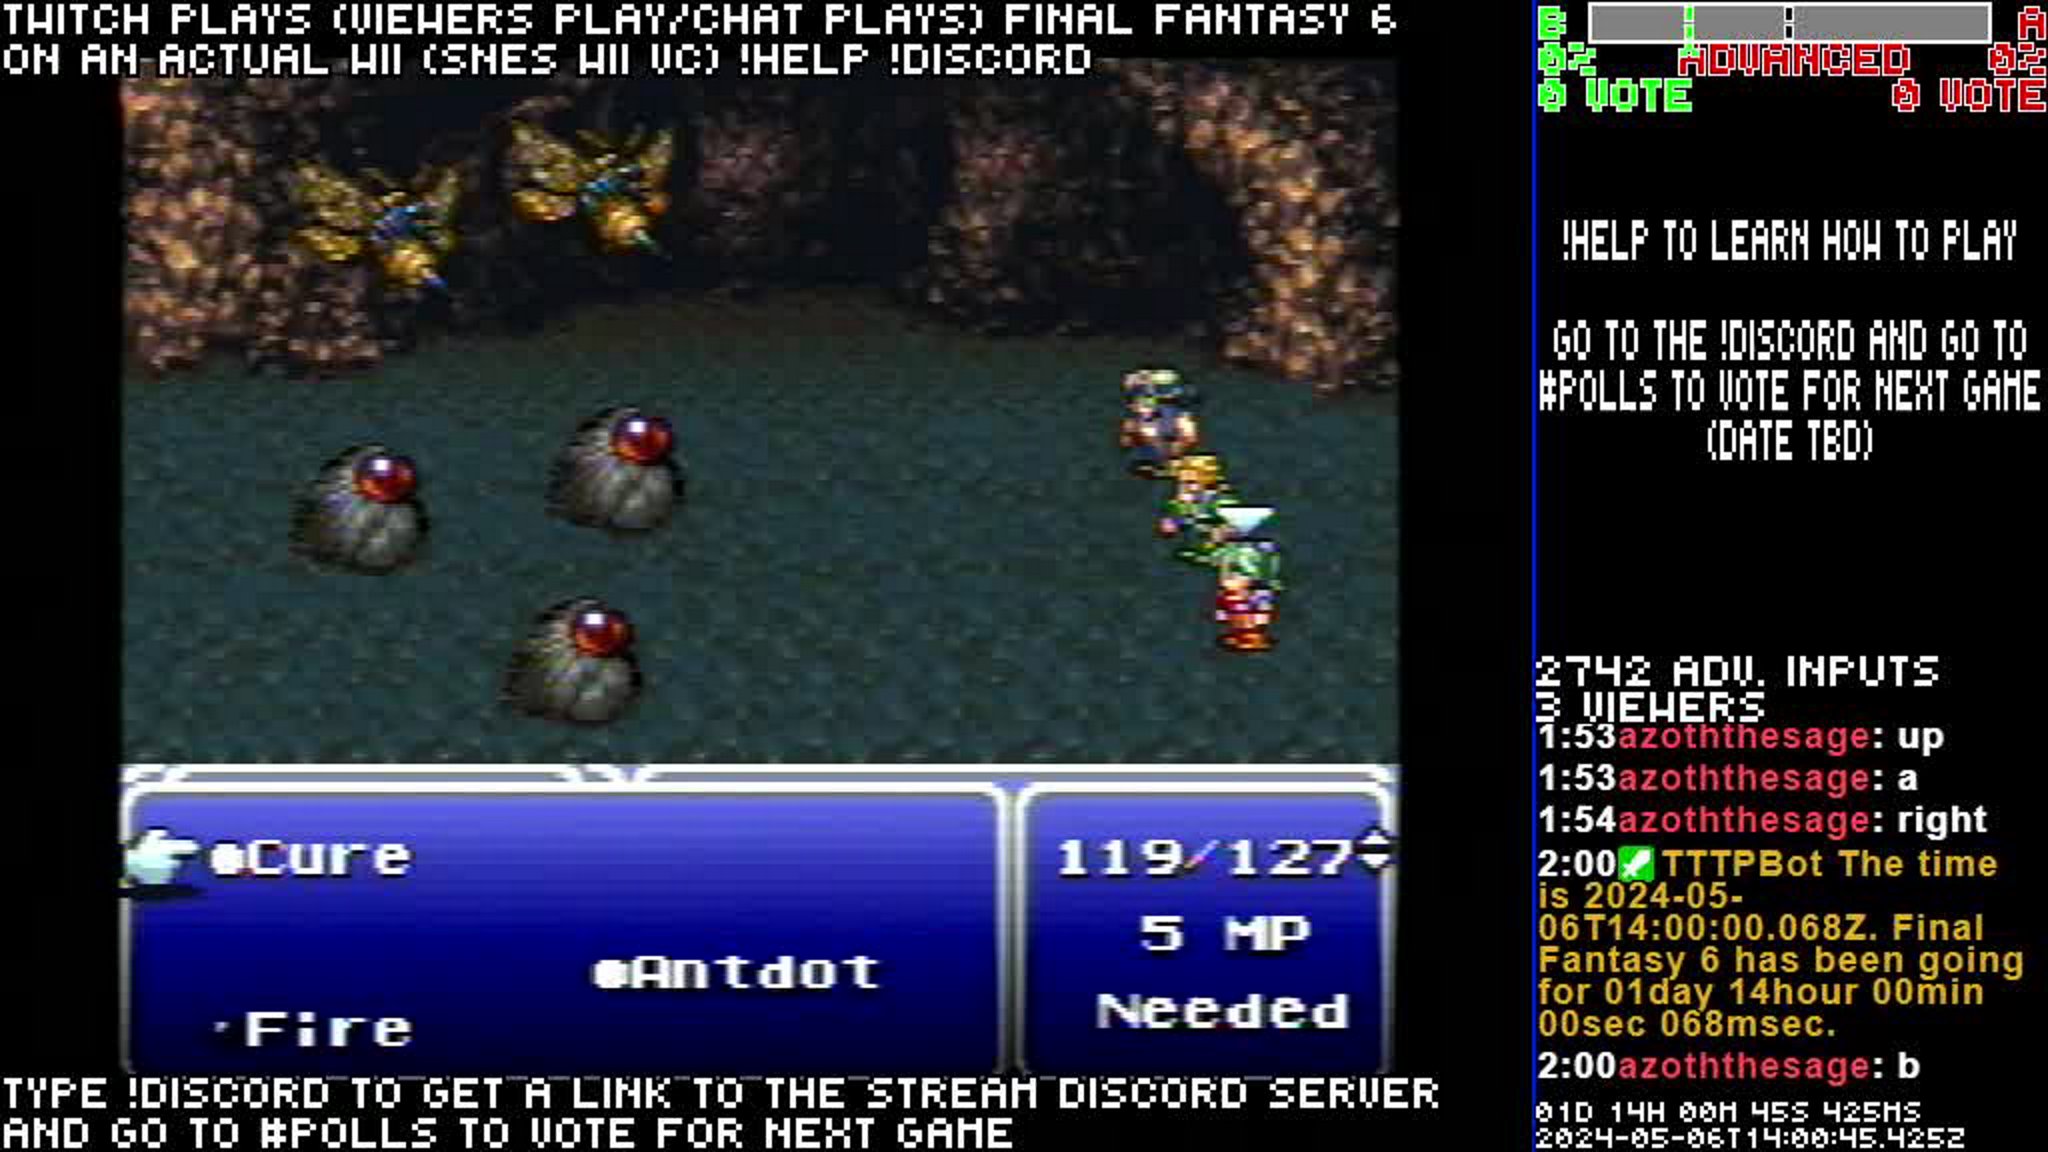 TWITCH PLAYS (VIEWERS PLAY/CHAT PLAYS) FINAL FANTASY 6
ON AN ACTUAL WII (SNES WII VC) !HELP !DISCORD
B A
0% ADVANCED 0%
0 VOTE 0 VOTE
!HELP TO LEARN HOW TO PLAY
GO TO THE !DISCORD AND GO TO
#POLLS TO VOTE FOR NEXT GAME
(DATE TBD)
2742 ADV. INPUTS
3 VIEWERS
1:53azoththesage: up
1:53azoththesage: a
1:54azoththesage: right
2:00 TTTPBot The time
is 2024-05-
06T14:00:00.068Z. Final
Fantasy 6 has been going
for 01day 14hour 00min
00sec 068msec.
2:00azoththesage: b
01D 14H 00M 45S 425MS
2024-05-06T14:00:45.425Z
Cure
119/127
5 MP
Antdot
Needed
Fire
TYPE !DISCORD TO GET A LINK TO THE STREAM DISCORD SERVER
AND GO TO #POLLS TO VOTE FOR NEXT GAME